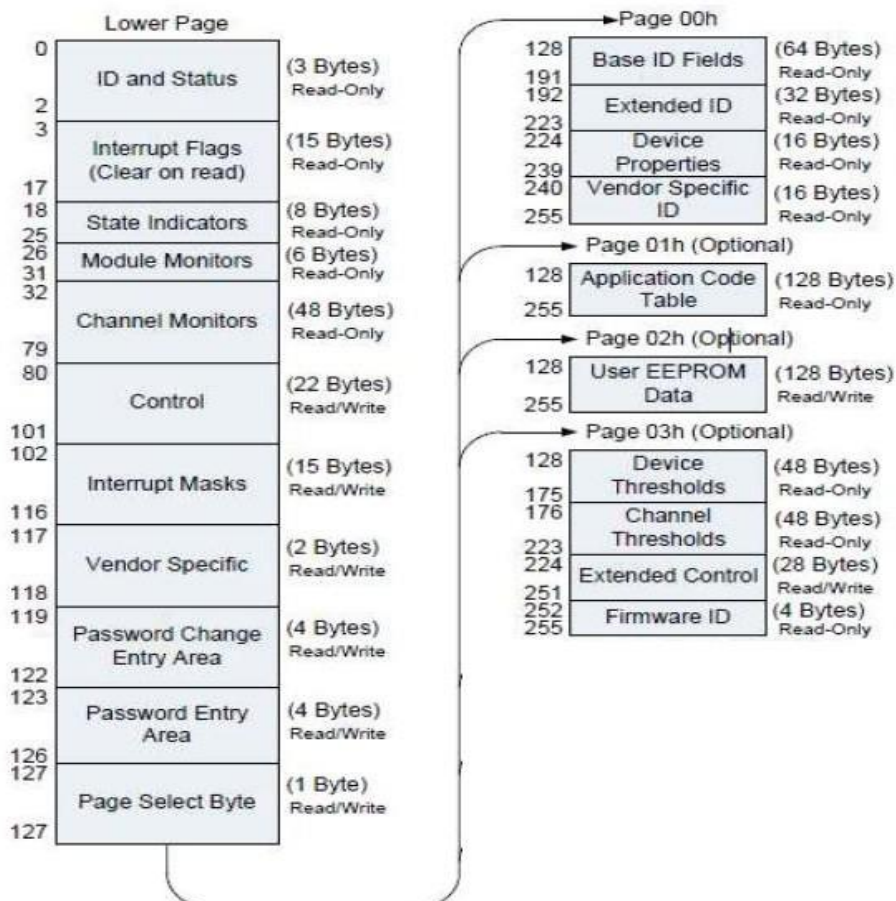 Lower Page
0
ID and Status
(3 Bytes)
Read-Only
2
3
Interrupt Flags
(Clear on read)
(15 Bytes)
Read-Only
17
18
State Indicators
(8 Bytes)
Read-Only
25
26
Module Monitors
(6 Bytes)
Read-Only
31
32
Channel Monitors
(48 Bytes)
Read-Only
79
80
Control
(22 Bytes)
Read/Write
101
102
Interrupt Masks
(15 Bytes)
Read/Write
116
117
Vendor Specific
(2 Bytes)
Read/Write
118
119
Password Change
Entry Area
(4 Bytes)
Read/Write
122
123
Password Entry
Area
(4 Bytes)
Read/Write
126
127
Page Select Byte
(1 Byte)
Read/Write
127
Page 00h
128
Base ID Fields
(64 Bytes)
Read-Only
191
192
Extended ID
(32 Bytes)
Read-Only
223
224
Device
Properties
(16 Bytes)
Read-Only
239
240
Vendor Specific
ID
(16 Bytes)
Read-Only
255
Page 01h (Optional)
128
Application Code
Table
(128 Bytes)
Read-Only
255
Page 02h (Optional)
128
User EEPROM
Data
(128 Bytes)
Read/Write
255
Page 03h (Optional)
128
Device
Thresholds
(48 Bytes)
Read-Only
175
176
Channel
Thresholds
(48 Bytes)
Read-Only
223
224
Extended Control
(28 Bytes)
Read/Write
251
252
Firmware ID
(4 Bytes)
Read-Only
255